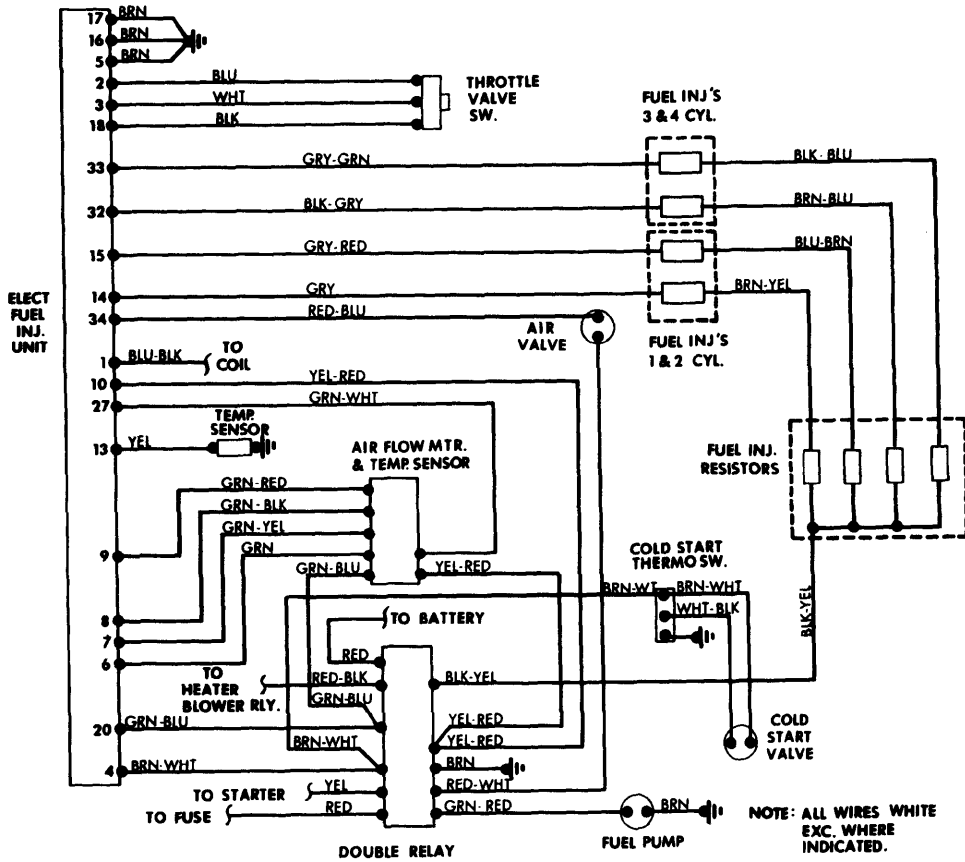 17 BRN
16 BRN
5 BRN
2 BLU
3 WHT
18 BLK
THROTTLE
VALVE
SW.
FUEL INJ'S
3 & 4 CYL.
33 GRY-GRN BLK-BLU
32 BLK-GRY BRN-BLU
15 GRY-RED BLU-BRN
14 GRY BRN-YEL
34 RED-BLU
ELECT
FUEL
INJ.
UNIT
AIR
VALVE
FUEL INJ'S
1 & 2 CYL.
1 BLU-BLK
TO
COIL
10 YEL-RED
27 GRN-WHT
TEMP.
SENSOR
13 YEL
AIR FLOW MTR.
& TEMP. SENSOR
FUEL INJ.
RESISTORS
GRN-RED
GRN-BLK
GRN-YEL
9 GRN
GRN-BLU
YEL-RED
COLD START
THERMO SW.
BRN-WT BRN-WHT
WHT-BLK
BLK-YEL
8
7
6
TO BATTERY
RED
TO
HEATER
BLOWER RLY.
RED-BLK
GRN-BLU
BLK-YEL
20 GRN-BLU
YEL-RED
YEL-RED
BRN-WHT
4 BRN-WHT
BRN
COLD
START
VALVE
TO STARTER YEL RED-WHT
TO FUSE RED GRN-RED
BRN
FUEL PUMP
DOUBLE RELAY
NOTE: ALL WIRES WHITE
EXC. WHERE
INDICATED.